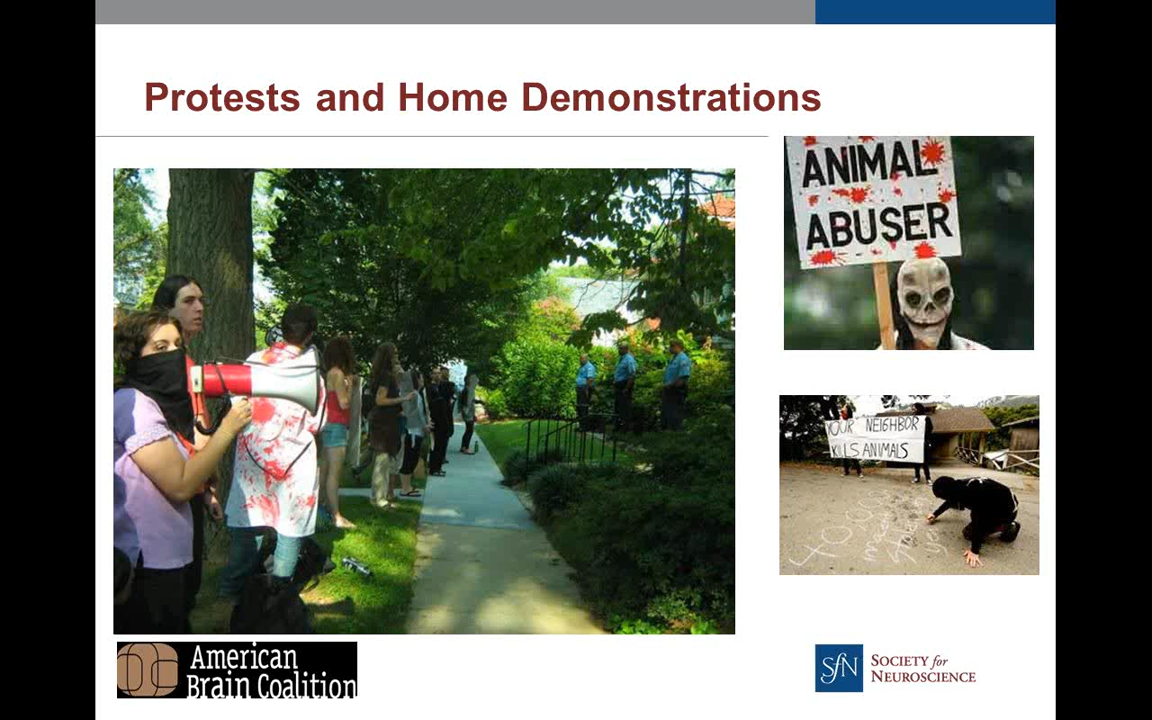 Protests and Home Demonstrations
ANIMAL
ABUSER
YOUR NEIGHBOR
KILLS ANIMALS
American
Brain Coalition
SfN
SOCIETY for
NEUROSCIENCE